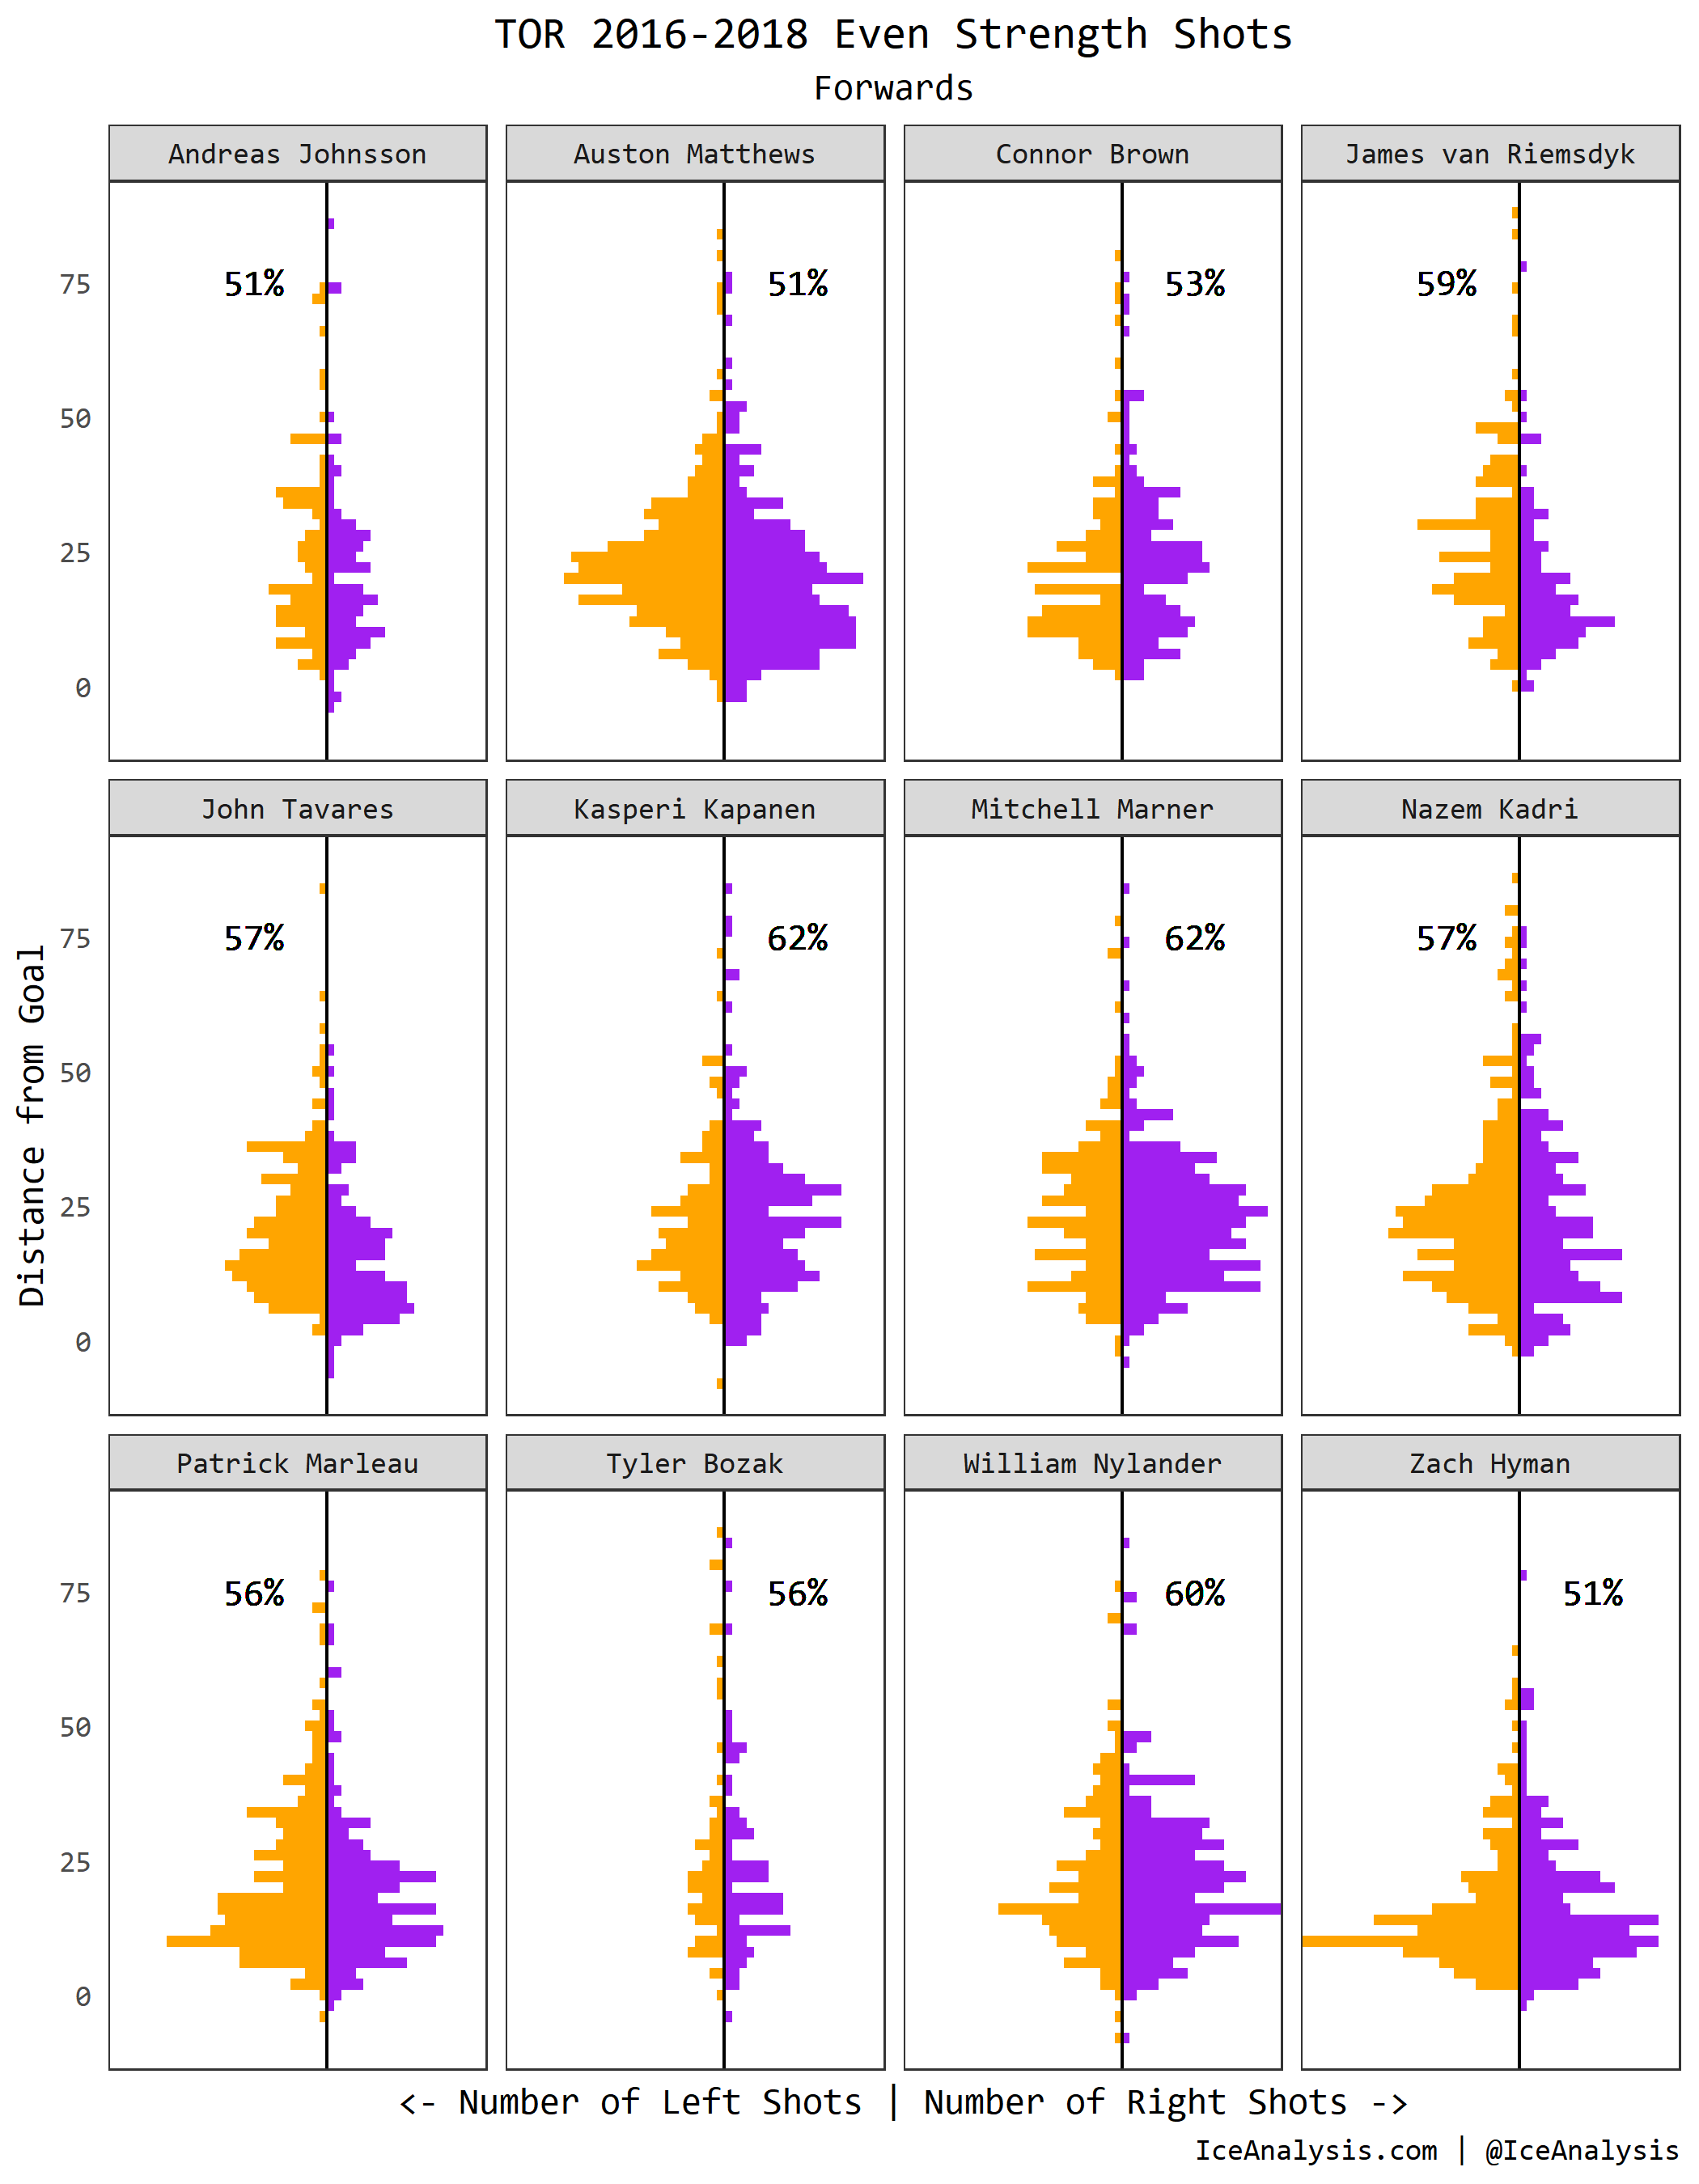 TOR 2016-2018 Even Strength Shots
Forwards
Andreas Johnsson
Auston Matthews
Connor Brown
James van Riemsdyk
75
50
25
0
51%
51%
53%
59%
John Tavares
Kasperi Kapanen
Mitchell Marner
Nazem Kadri
Distance from Goal
75
50
25
0
57%
62%
62%
57%
Patrick Marleau
Tyler Bozak
William Nylander
Zach Hyman
75
50
25
0
56%
56%
60%
51%
<- Number of Left Shots | Number of Right Shots ->
IceAnalysis.com | @IceAnalysis